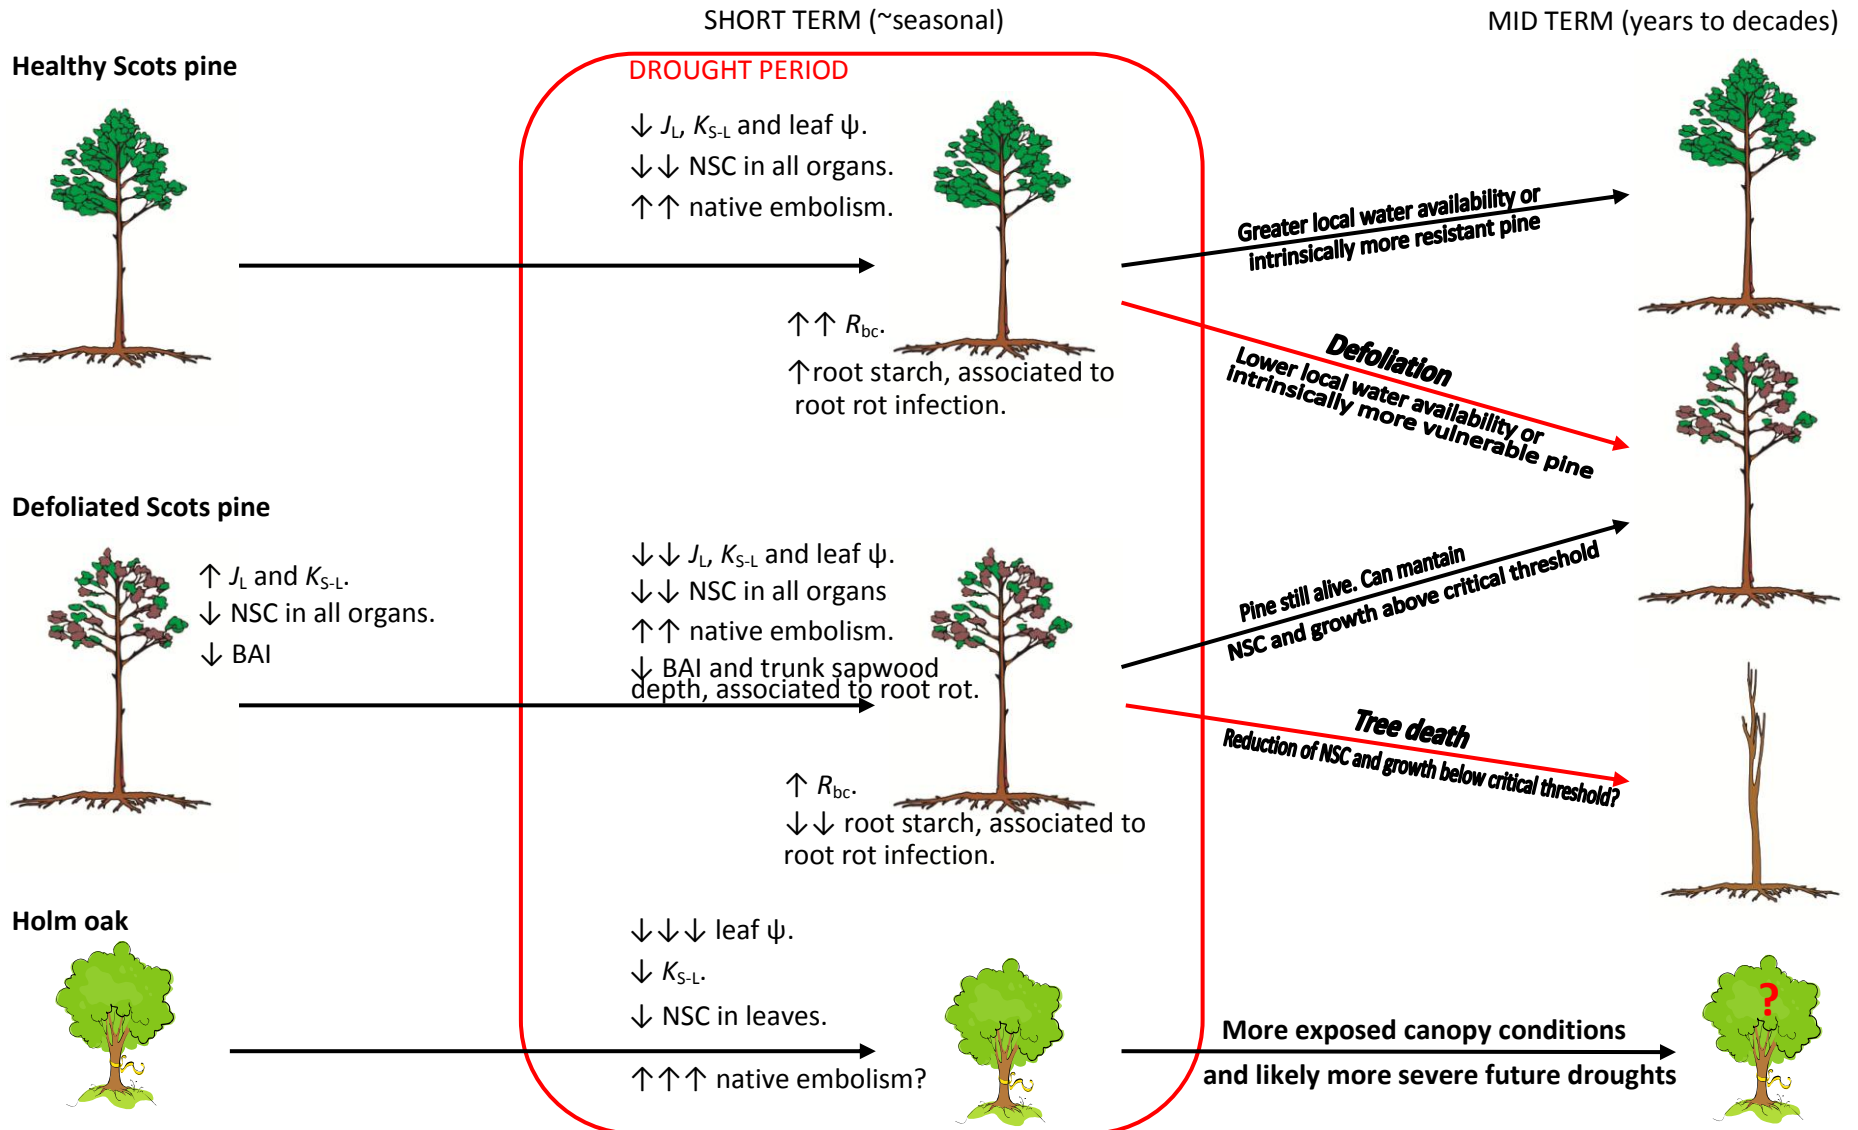 SHORT TERM (~seasonal)
MID TERM (years to decades)
Healthy Scots pine
DROUGHT PERIOD
↓ JL, KS-L and leaf ψ.
↓↓ NSC in all organs.
↑↑ native embolism.
↑↑ Rbc.
↑root starch, associated to
root rot infection.
Greater local water availability or
intrinsically more resistant pine
Defoliation
Lower local water availability or
intrinsically more vulnerable pine
Defoliated Scots pine
↑ JL and KS-L.
↓ NSC in all organs.
↓ BAI
↓↓ JL, KS-L and leaf ψ.
↓↓ NSC in all organs
↑↑ native embolism.
↓ BAI and trunk sapwood
depth, associated to root rot.
↑ Rbc.
↓↓ root starch, associated to
root rot infection.
Pine still alive. Can mantain
NSC and growth above critical threshold
Tree death
Reduction of NSC and growth below critical threshold?
Holm oak
↓↓↓ leaf ψ.
↓ KS-L.
↓ NSC in leaves.
↑↑↑ native embolism?
More exposed canopy conditions
and likely more severe future droughts
?